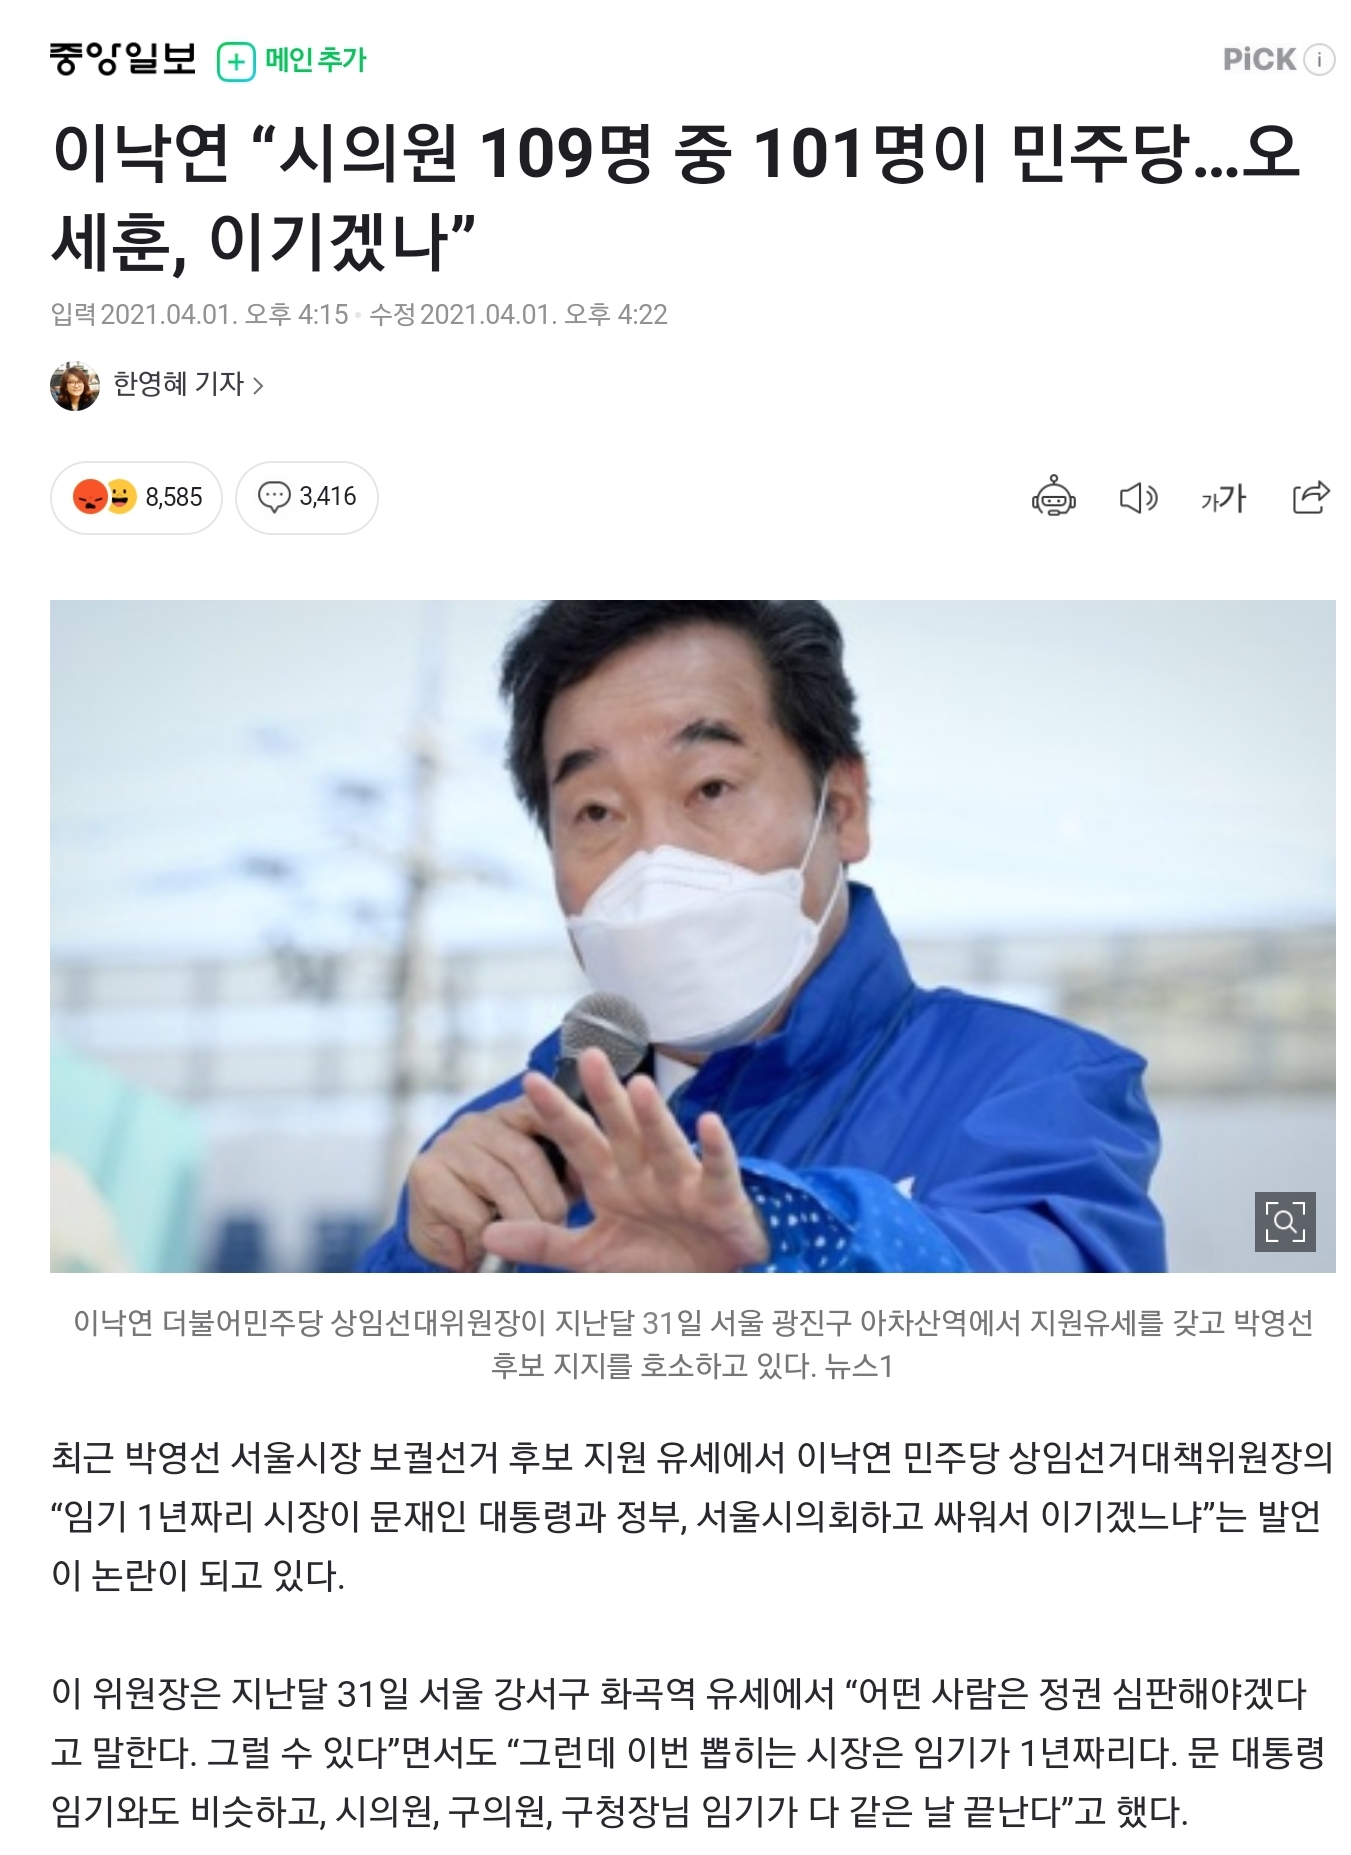 중앙일보 메인 추가 PiCK i
이낙연 “시의원 109명 중 101명이 민주당…오
세훈, 이기겠나”
입력 2021.04.01. 오후 4:15 · 수정 2021.04.01. 오후 4:22
한영혜 기자 >
8,585 3,416 가가
이낙연 더불어민주당 상임선대위원장이 지난달 31일 서울 광진구 아차산역에서 지원유세를 갖고 박영선
후보 지지를 호소하고 있다. 뉴스1
최근 박영선 서울시장 보궐선거 후보 지원 유세에서 이낙연 민주당 상임선거대책위원장의
“임기 1년짜리 시장이 문재인 대통령과 정부, 서울시의회하고 싸워서 이기겠느냐”는 발언
이 논란이 되고 있다.
이 위원장은 지난달 31일 서울 강서구 화곡역 유세에서 “어떤 사람은 정권 심판해야겠다
고 말한다. 그럴 수 있다”면서도 “그런데 이번 뽑히는 시장은 임기가 1년짜리다. 문 대통령
임기와도 비슷하고, 시의원, 구의원, 구청장님 임기가 다 같은 날 끝난다”고 했다.